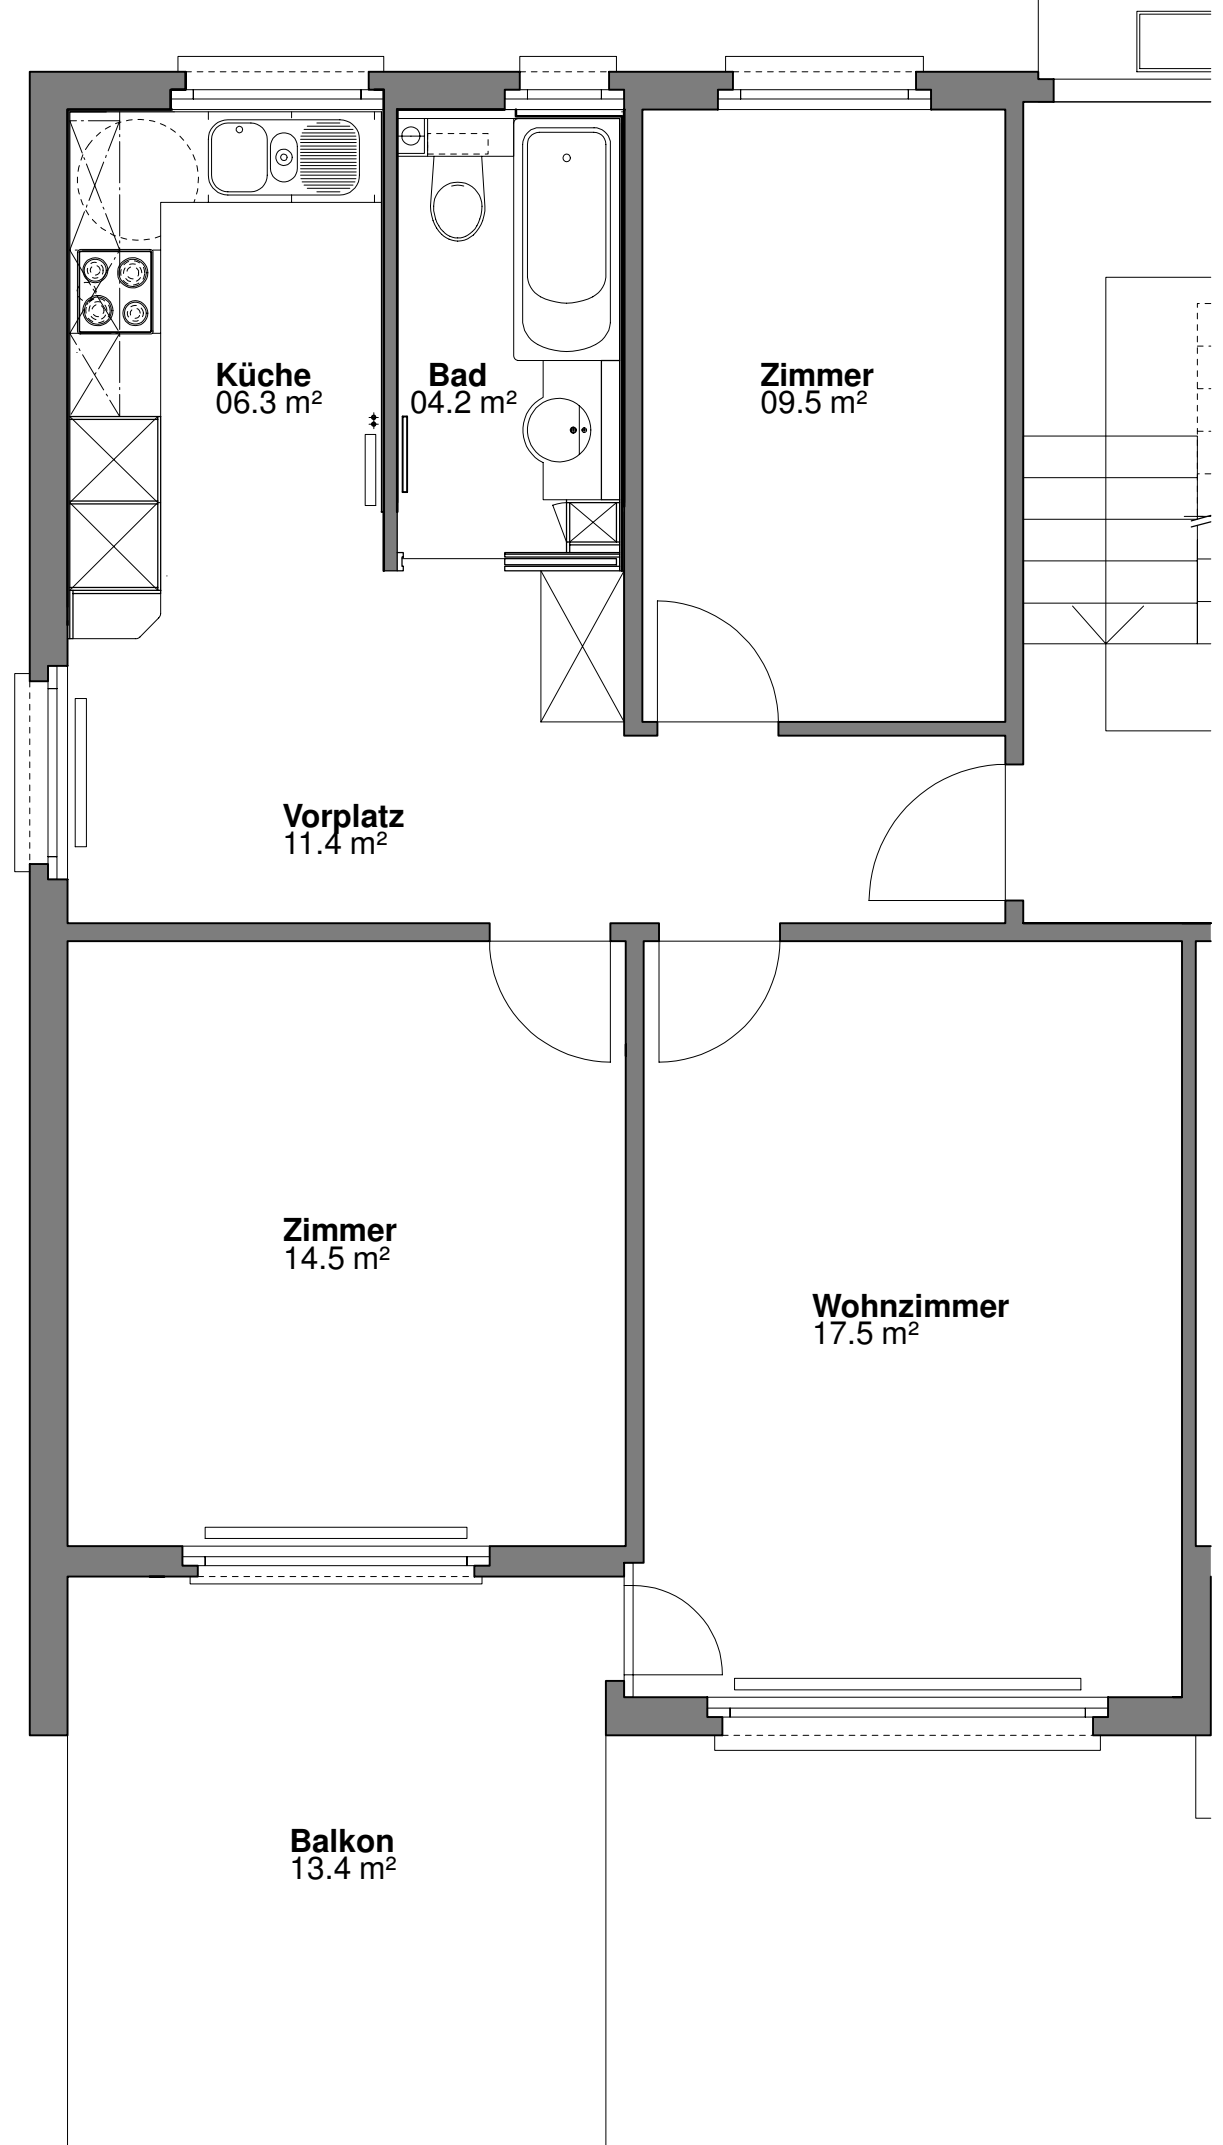 Küche
06.3 m²
Bad
04.2 m²
Zimmer
09.5 m²
Vorplatz
11.4 m²
Zimmer
14.5 m²
Wohnzimmer
17.5 m²
Balkon
13.4 m²